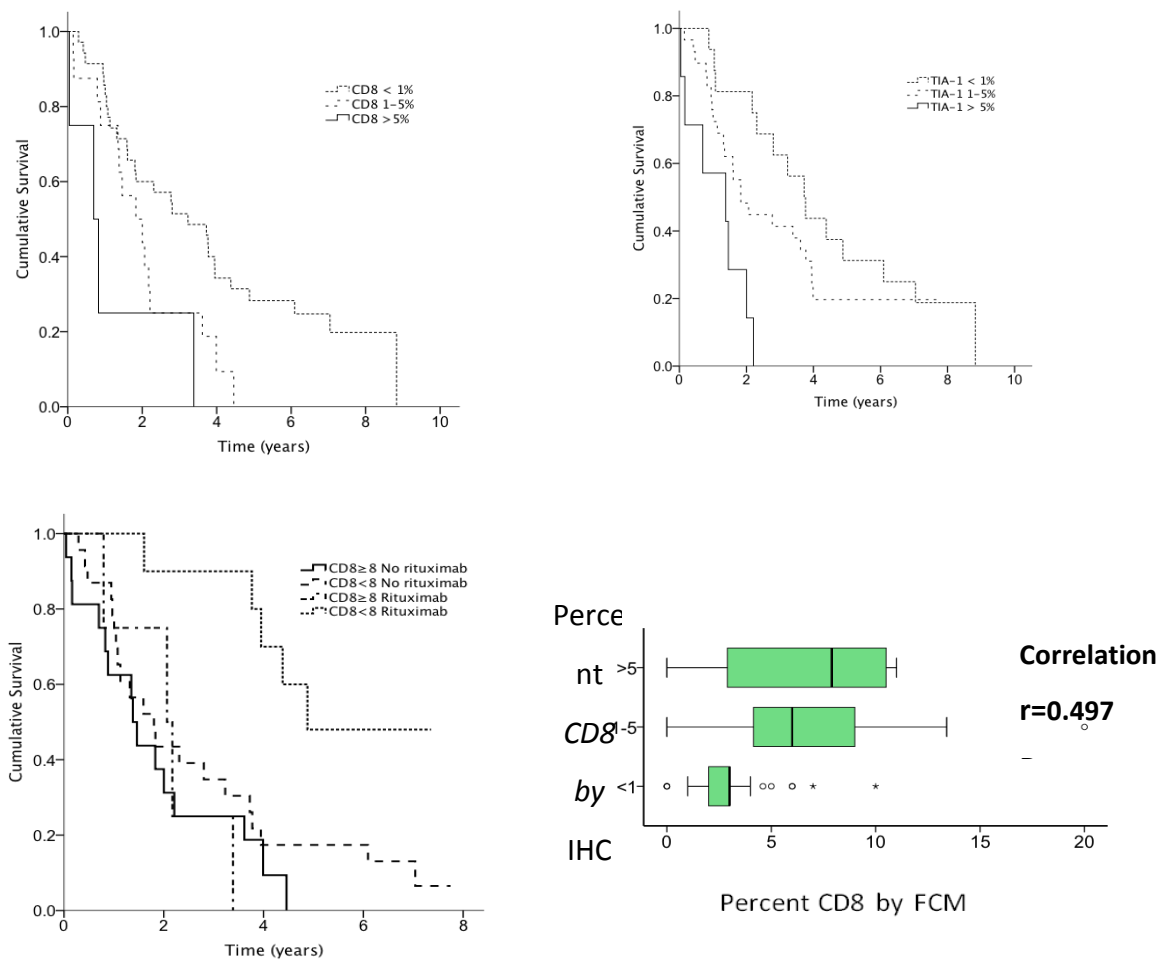 1.0
0.8
0.6
0.4
0.2
0.0
Cumulative Survival
CD8 < 1%
CD8 1-5%
CD8 >5%
0 2 4 6 8 10
Time (years)
1.0
0.8
0.6
0.4
0.2
0.0
Cumulative Survival
TIA-1 < 1%
TIA-1 1-5%
TIA-1 > 5%
0 2 4 6 8 10
Time (years)
1.0
0.8
0.6
0.4
0.2
0.0
Cumulative Survival
CD8≥8 No rituximab
CD8<8 No rituximab
CD8≥8 Rituximab
CD8<8 Rituximab
0 2 4 6 8
Time (years)
Perce
nt
CD8
by
IHC
>5
-5
<1
Correlation
r=0.497
0 5 10 15 20
Percent CD8 by FCM